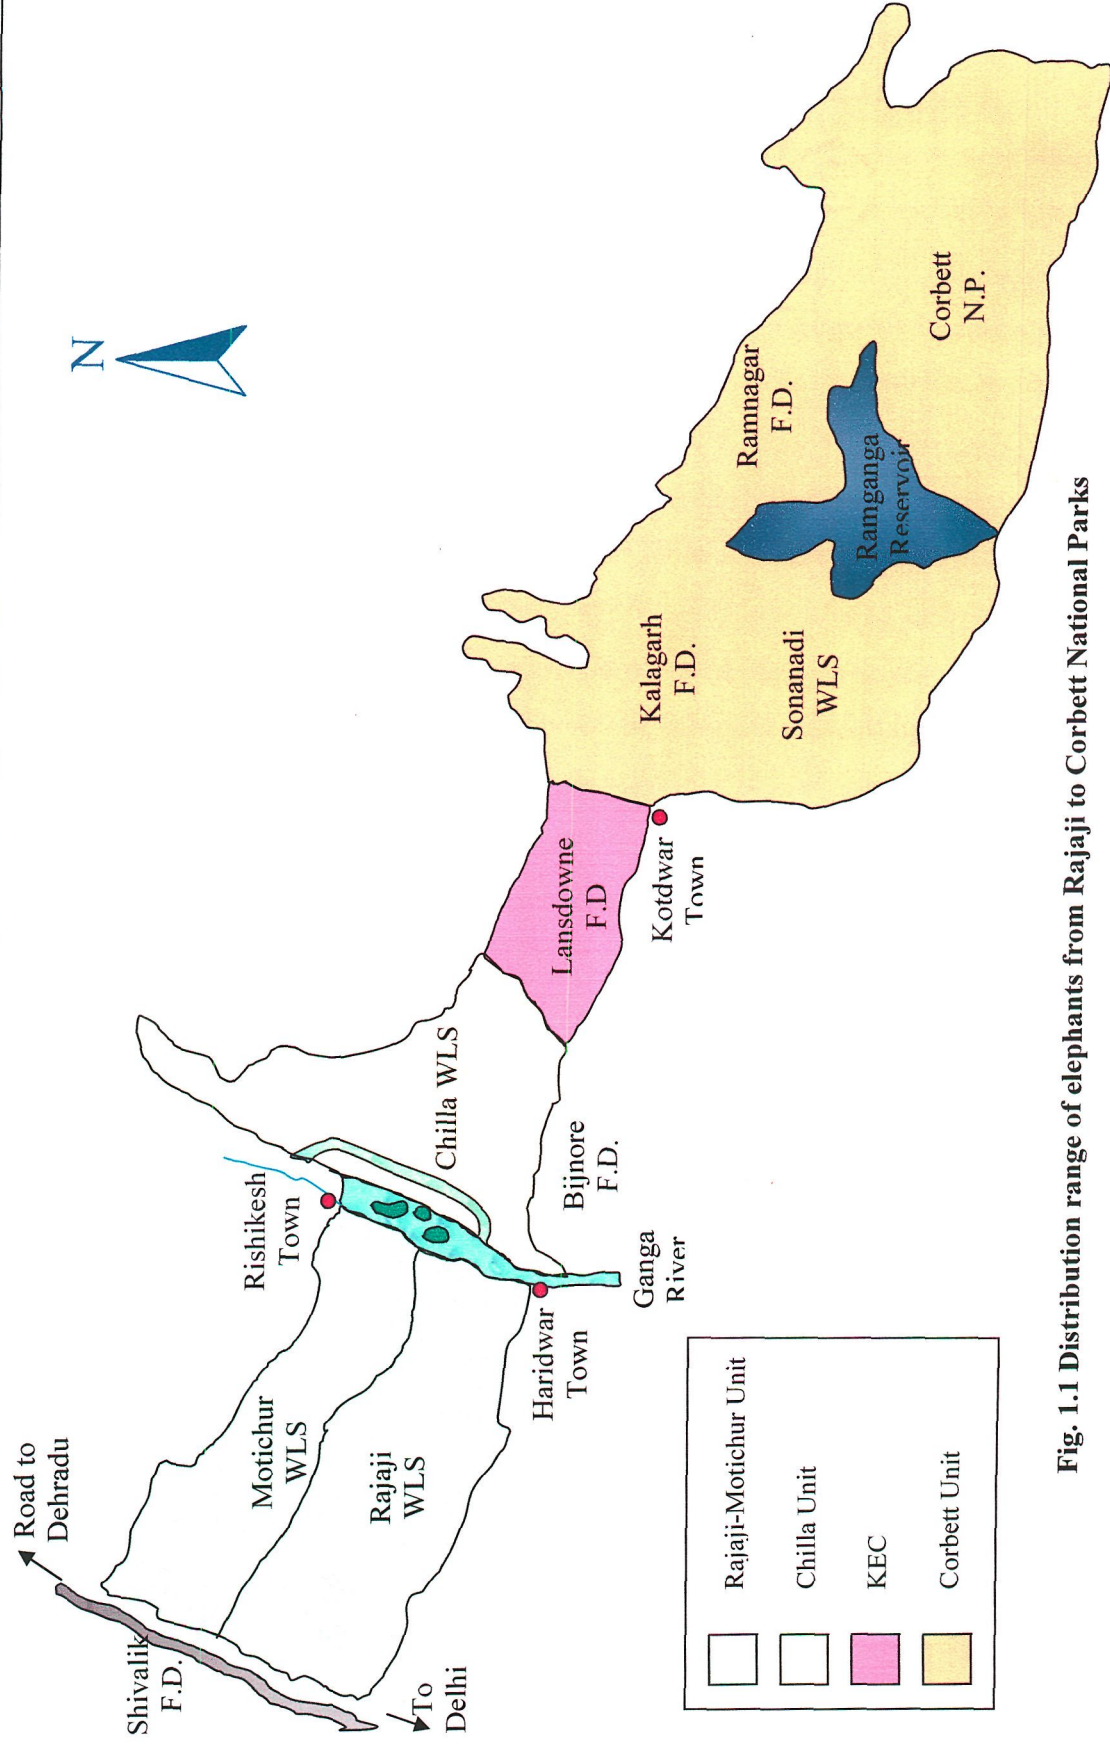 N
Road to
Dehradu
Shivalik
F.D.
To
Delhi
Motichur
WLS
Rajaji
WLS
Rishikesh
Town
Haridwar
Town
Ganga
River
Chilla WLS
Bijnore
F.D.
Lansdowne
F.D
Kotdwar
Town
Kalagarh
F.D.
Sonanadi
WLS
Ramnagar
F.D.
Ramganga
Reservoir
Corbett
N.P.
Rajaji-Motichur Unit
Chilla Unit
KEC
Corbett Unit
Fig. 1.1 Distribution range of elephants from Rajaji to Corbett National Parks